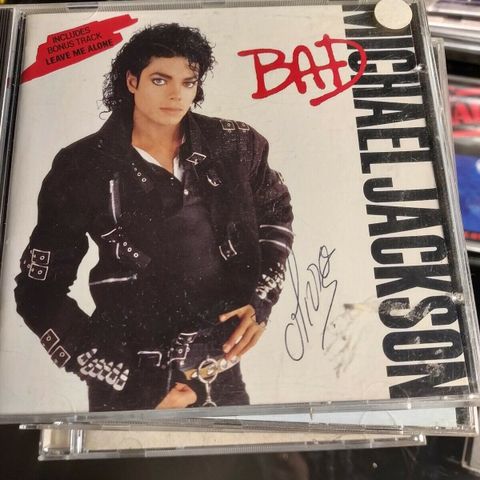 INCLUDES
BONUS TRACK
LEAVE ME ALONE
BAD
MICHAEL JACKSON